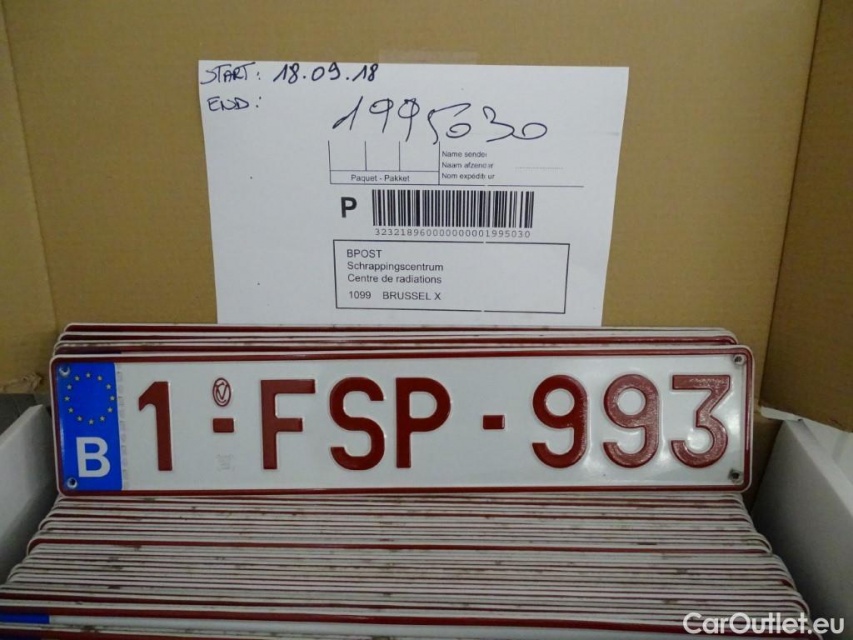 START: 18.09.18
END:
1995030
Name sender
Naam afzender
Nom expediteur
Paquet - Pakket
P
323218960000000001995030
BPOST
Schrappingscentrum
Centre de radiations
1099 BRUSSEL X
B 1-FSP-993
CarOutlet.eu